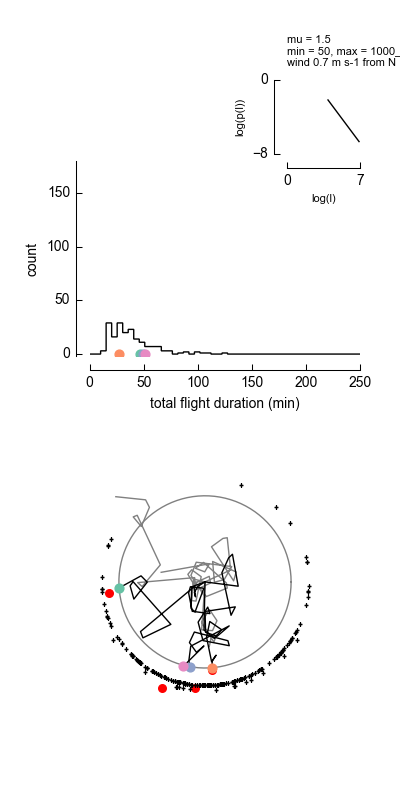 mu = 1.5
min = 50, max = 1000_
wind 0.7 m s-1 from N
0
log(p(l))
−8
0
7
log(l)
150
100
50
0
count
0
50
100
150
200
250
total flight duration (min)